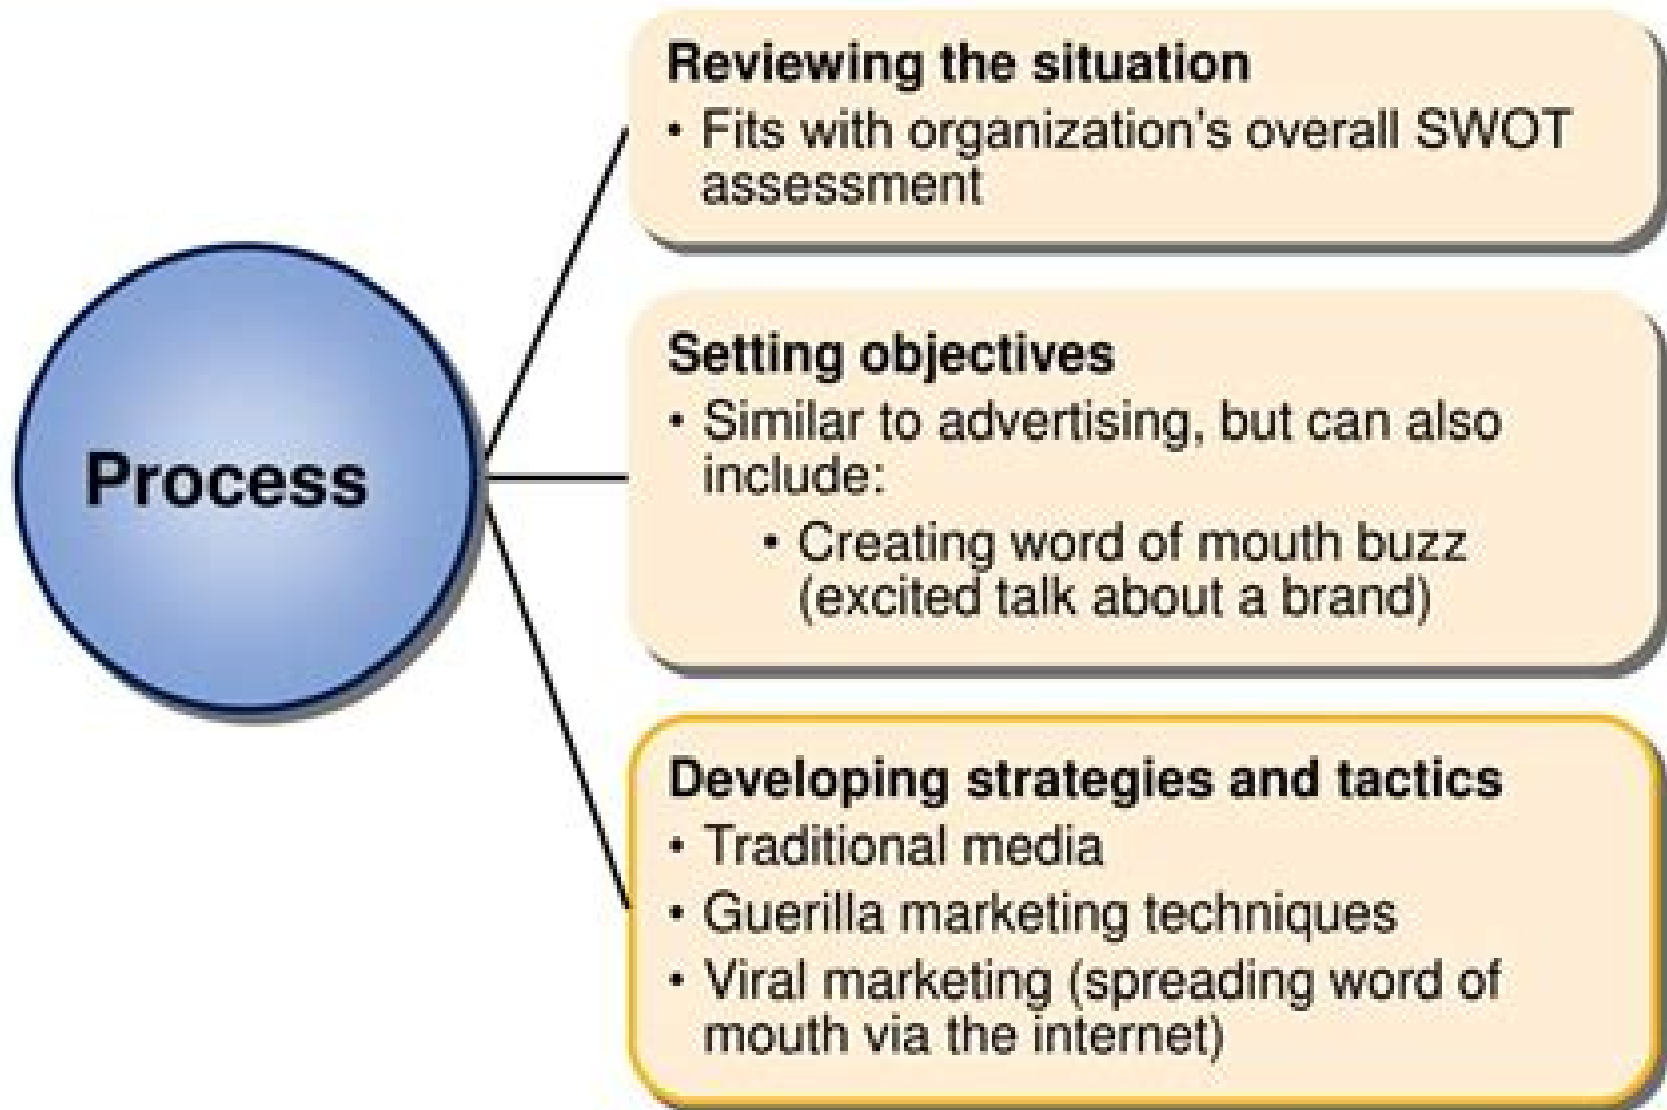 Process
Reviewing the situation
• Fits with organization's overall SWOT
assessment
Setting objectives
• Similar to advertising, but can also
include:
• Creating word of mouth buzz
(excited talk about a brand)
Developing strategies and tactics
• Traditional media
• Guerilla marketing techniques
• Viral marketing (spreading word of
mouth via the internet)